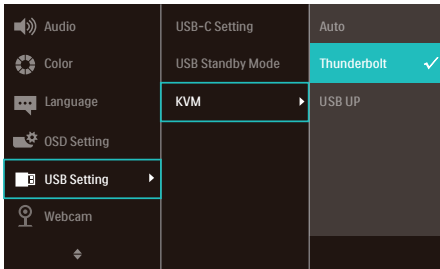 Audio
Color
Language
OSD Setting
USB Setting
Webcam
USB-C Setting
USB Standby Mode
KVM
Auto
Thunderbolt
USB UP